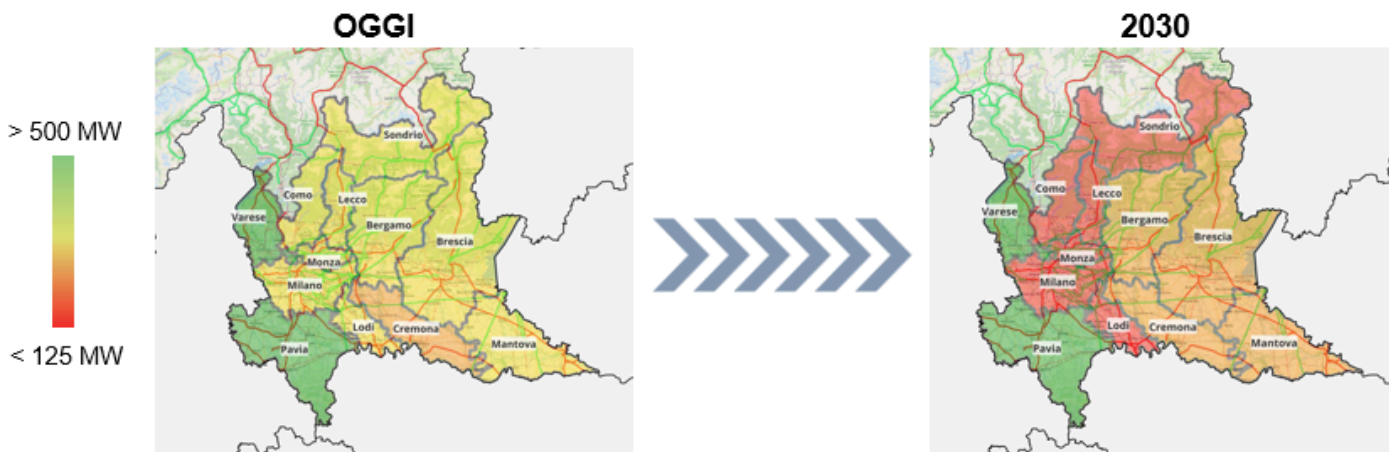 OGGI
2030
> 500 MW
< 125 MW
Sondrio
Como
Lecco
Varese
Bergamo
Brescia
Monza
Milano
Lodi
Cremona
Pavia
Mantova
Sondrio
Como
Lecco
Varese
Bergamo
Brescia
Monza
Milano
Lodi
Cremona
Pavia
Mantova